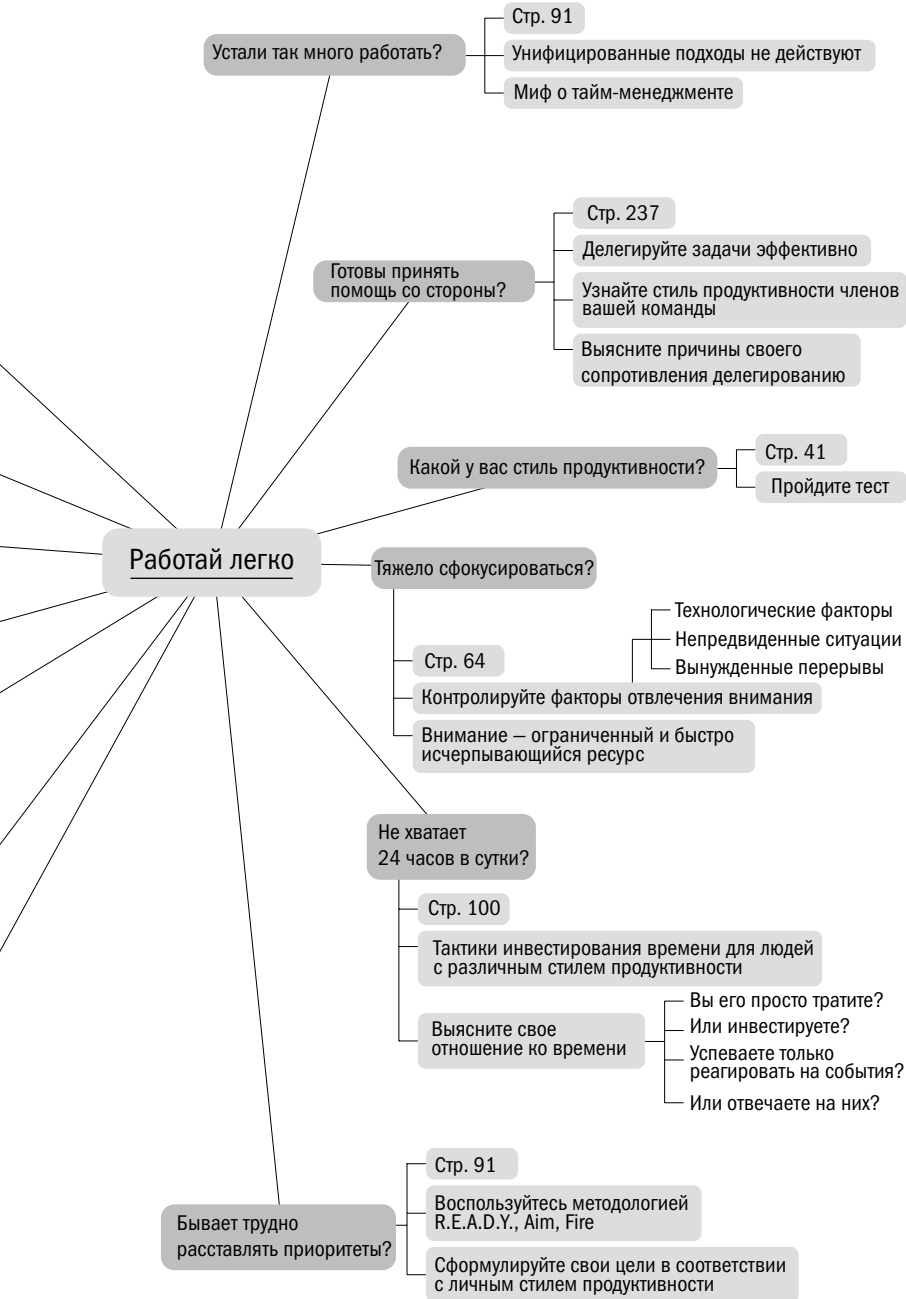 Устали так много работать?
Стр. 91
Унифицированные подходы не действуют
Миф о тайм-менеджменте
Готовы принять
помощь со стороны?
Стр. 237
Делегируйте задачи эффективно
Узнайте стиль продуктивности членов
вашей команды
Выясните причины своего
сопротивления делегированию
Какой у вас стиль продуктивности?
Стр. 41
Пройдите тест
Работай легко
Тяжело сфокусироваться?
Стр. 64
Контролируйте факторы отвлечения внимания
Технологические факторы
Непредвиденные ситуации
Вынужденные перерывы
Внимание — ограниченный и быстро
исчерпывающийся ресурс
Не хватает
24 часов в сутки?
Стр. 100
Тактики инвестирования времени для людей
с различным стилем продуктивности
Выясните свое
отношение ко времени
Вы его просто тратите?
Или инвестируете?
Успеваете только
реагировать на события?
Или отвечаете на них?
Бывает трудно
расставлять приоритеты?
Стр. 91
Воспользуйтесь методологией
R.E.A.D.Y., Aim, Fire
Сформулируйте свои цели в соответствии
с личным стилем продуктивности